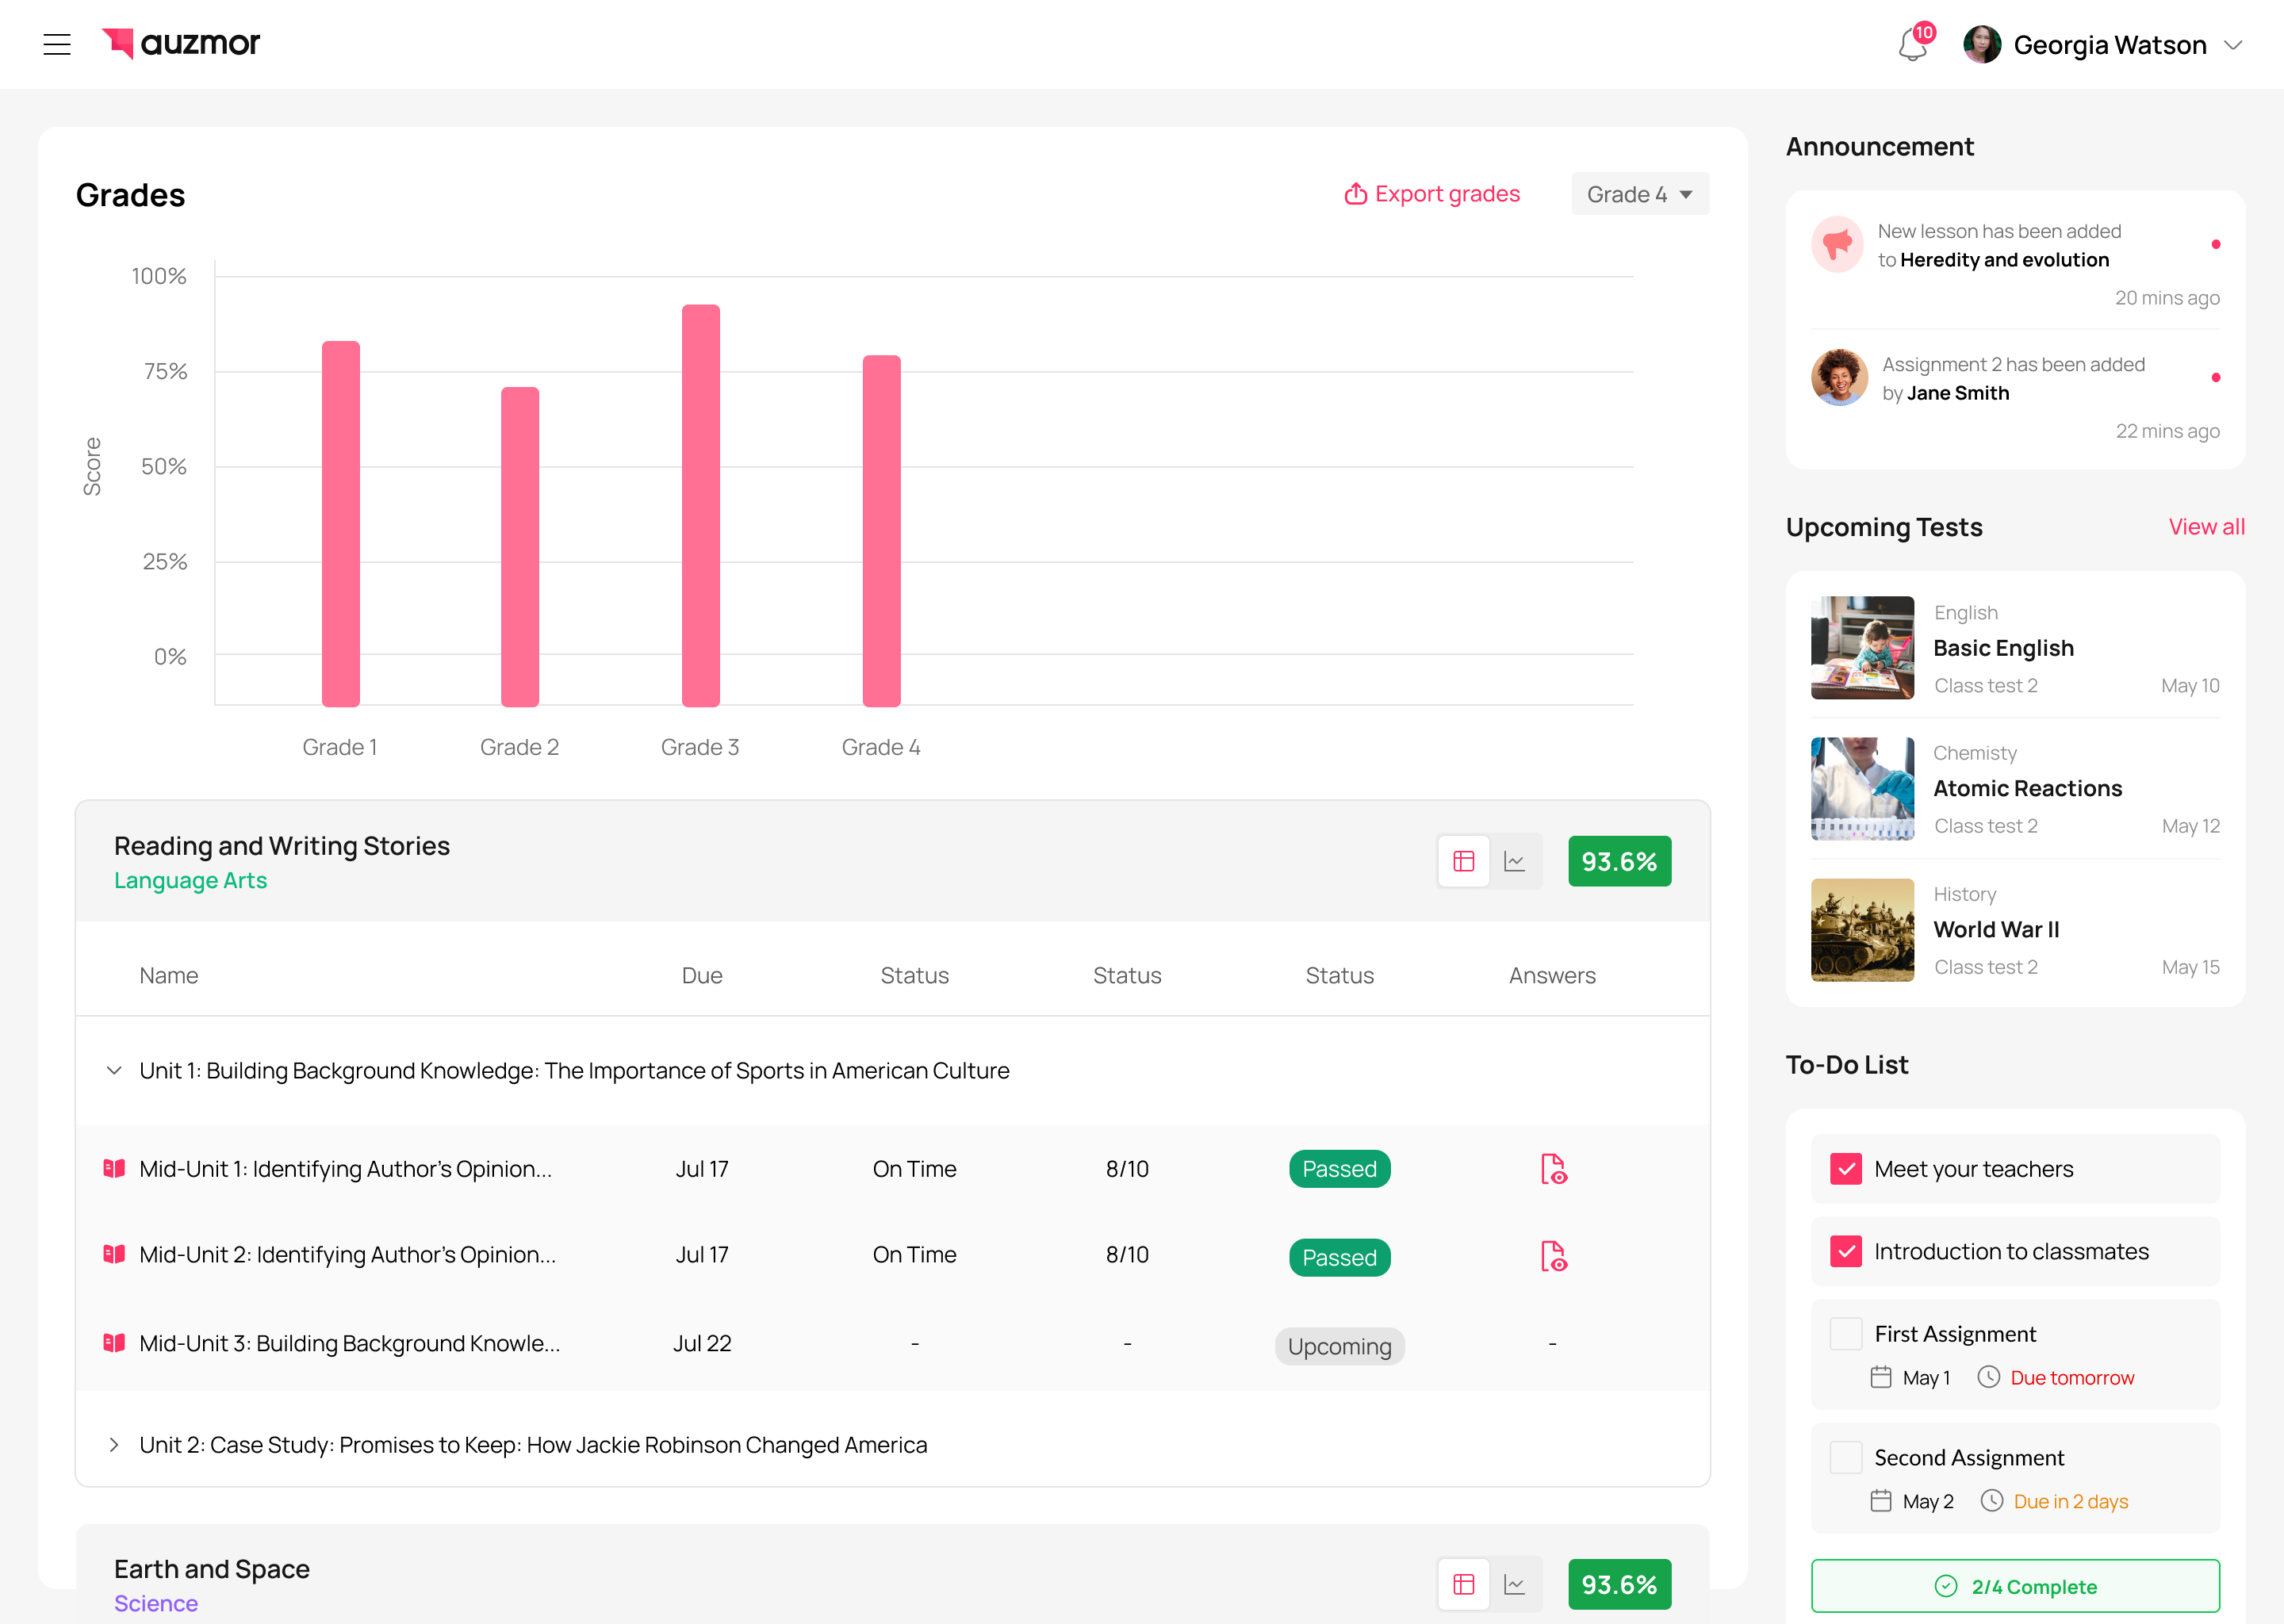 auzmor
10
Georgia Watson
Grades
Export grades
Grade 4
100%
75%
50%
25%
0%
Score
Grade 1
Grade 2
Grade 3
Grade 4
Reading and Writing Stories
Language Arts
93.6%
Name Due Status Status Status Answers
Unit 1: Building Background Knowledge: The Importance of Sports in American Culture
Mid-Unit 1: Identifying Author's Opinion... Jul 17 On Time 8/10 Passed
Mid-Unit 2: Identifying Author's Opinion... Jul 17 On Time 8/10 Passed
Mid-Unit 3: Building Background Knowle... Jul 22 - - Upcoming -
Unit 2: Case Study: Promises to Keep: How Jackie Robinson Changed America
Earth and Space
Science
93.6%
Announcement
New lesson has been added
to Heredity and evolution
20 mins ago
Assignment 2 has been added
by Jane Smith
22 mins ago
Upcoming Tests
View all
English
Basic English
Class test 2 May 10
Chemisty
Atomic Reactions
Class test 2 May 12
History
World War II
Class test 2 May 15
To-Do List
Meet your teachers
Introduction to classmates
First Assignment
May 1 Due tomorrow
Second Assignment
May 2 Due in 2 days
2/4 Complete